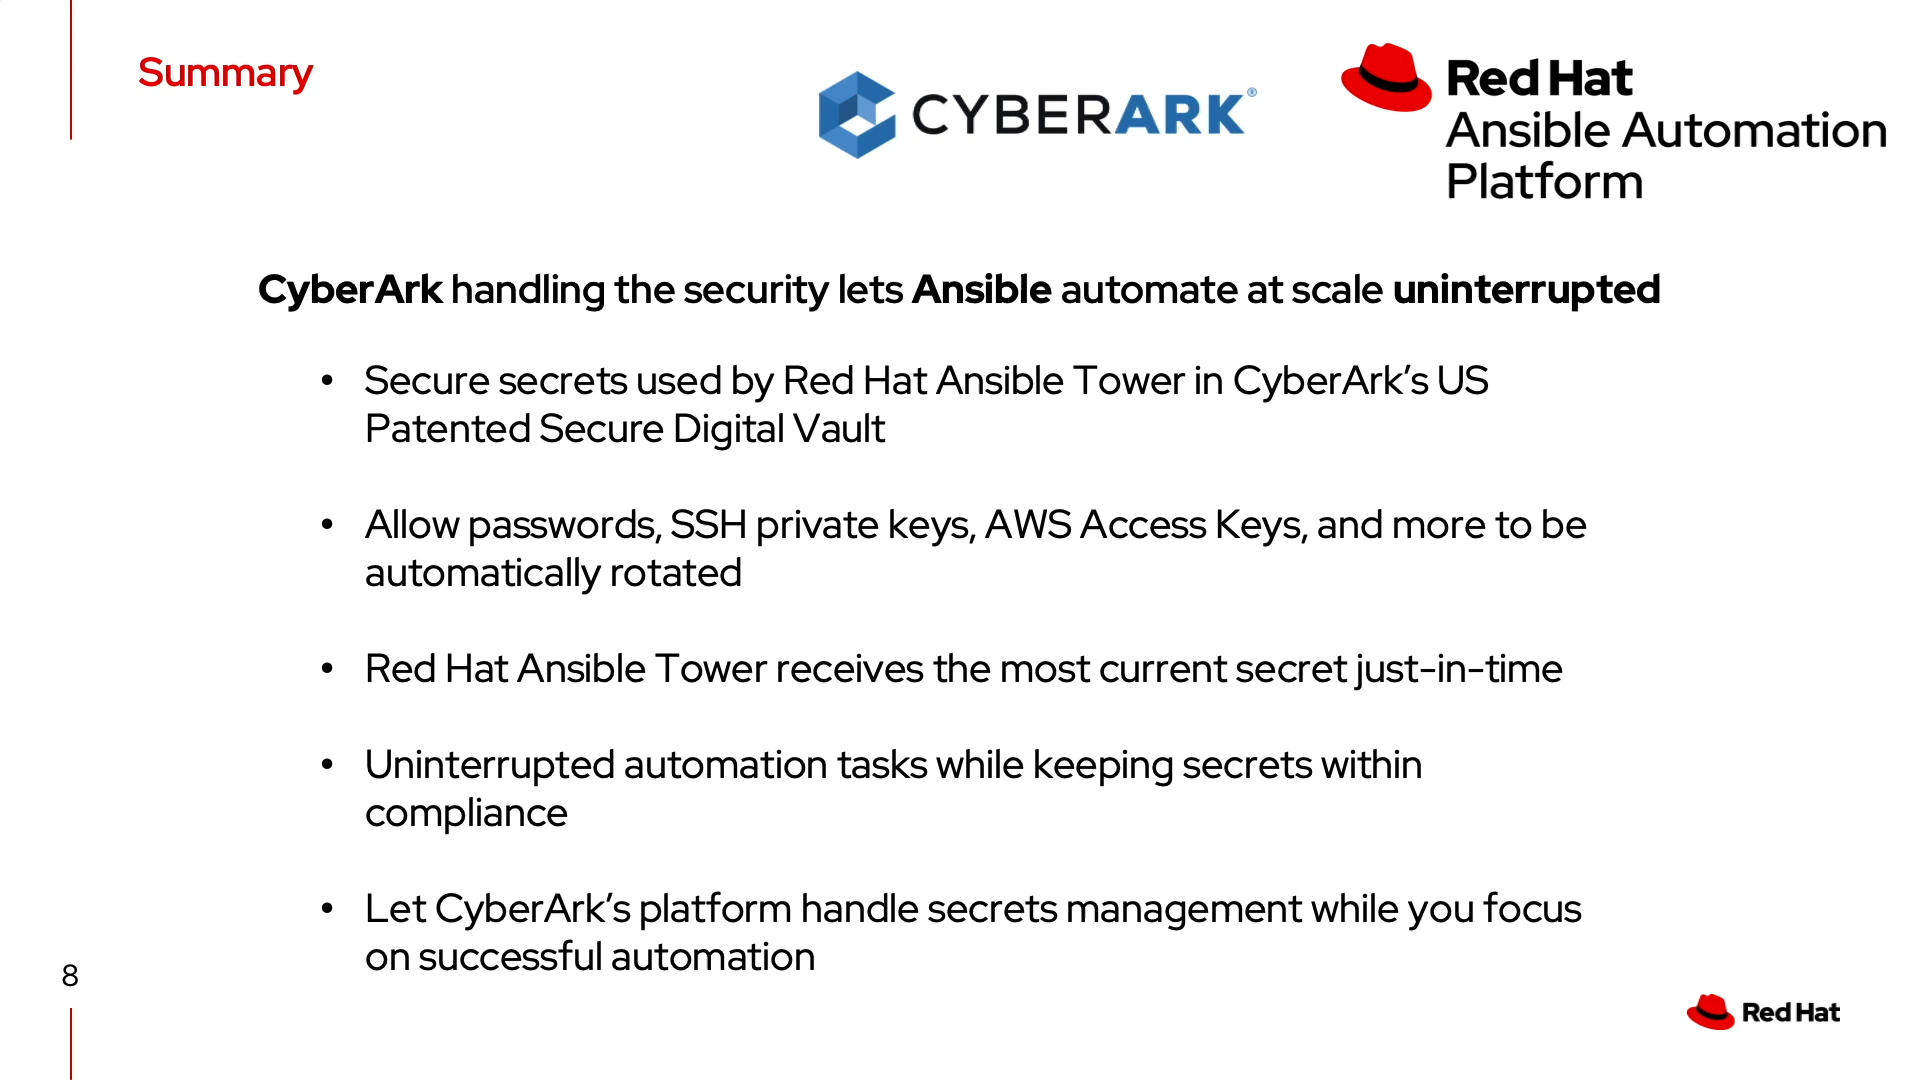 Summary
CYBERARK®
Red Hat
Ansible Automation
Platform
CyberArk handling the security lets Ansible automate at scale uninterrupted
• Secure secrets used by Red Hat Ansible Tower in CyberArk’s US
Patented Secure Digital Vault
• Allow passwords, SSH private keys, AWS Access Keys, and more to be
automatically rotated
• Red Hat Ansible Tower receives the most current secret just-in-time
• Uninterrupted automation tasks while keeping secrets within
compliance
• Let CyberArk’s platform handle secrets management while you focus
on successful automation
8
Red Hat